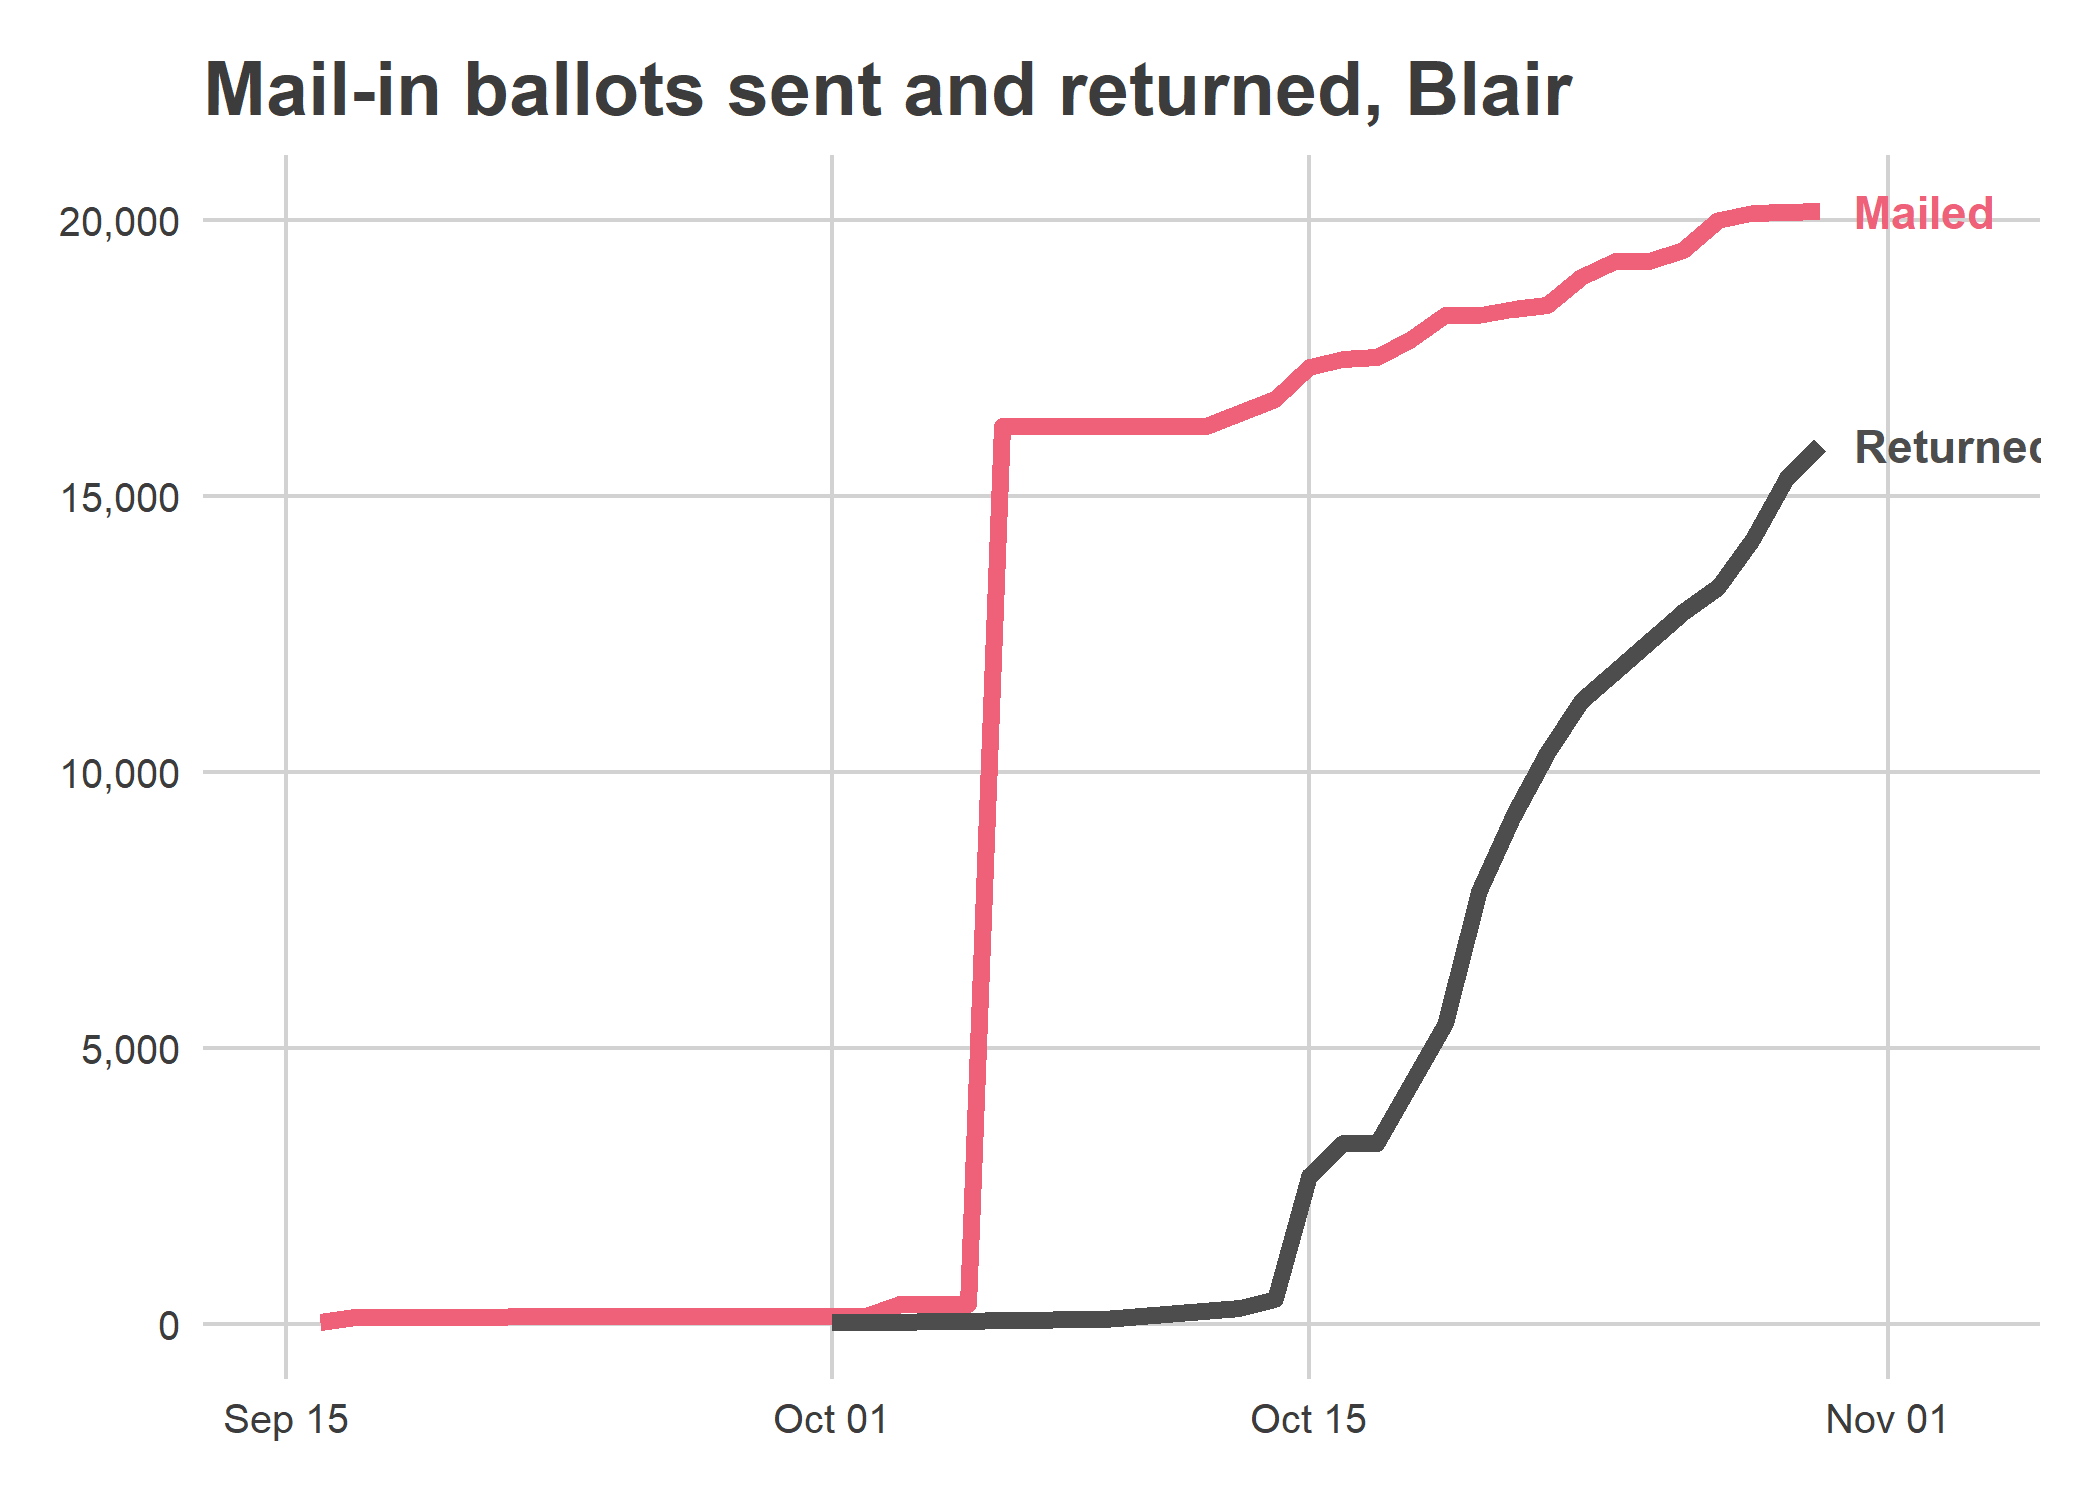 Mail-in ballots sent and returned, Blair
20,000
15,000
10,000
5,000
0
Sep 15
Oct 01
Oct 15
Nov 01
Mailed
Returned